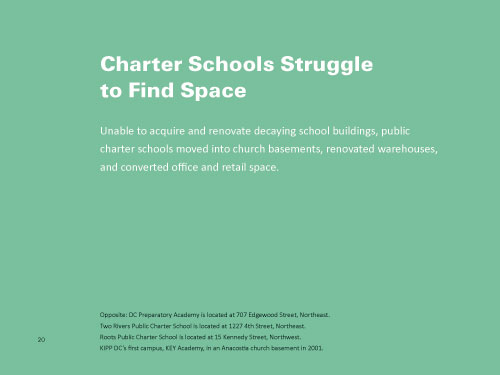 Charter Schools Struggle
to Find Space
Unable to acquire and renovate decaying school buildings, public
charter schools moved into church basements, renovated warehouses,
and converted office and retail space.
Opposite: DC Preparatory Academy is located at 707 Edgewood Street, Northeast.
Two Rivers Public Charter School is located at 1227 4th Street, Northeast.
Roots Public Charter School is located at 15 Kennedy Street, Northwest.
20
KIPP DC's first campus, KEY Academy, in an Anacostia church basement in 2001.